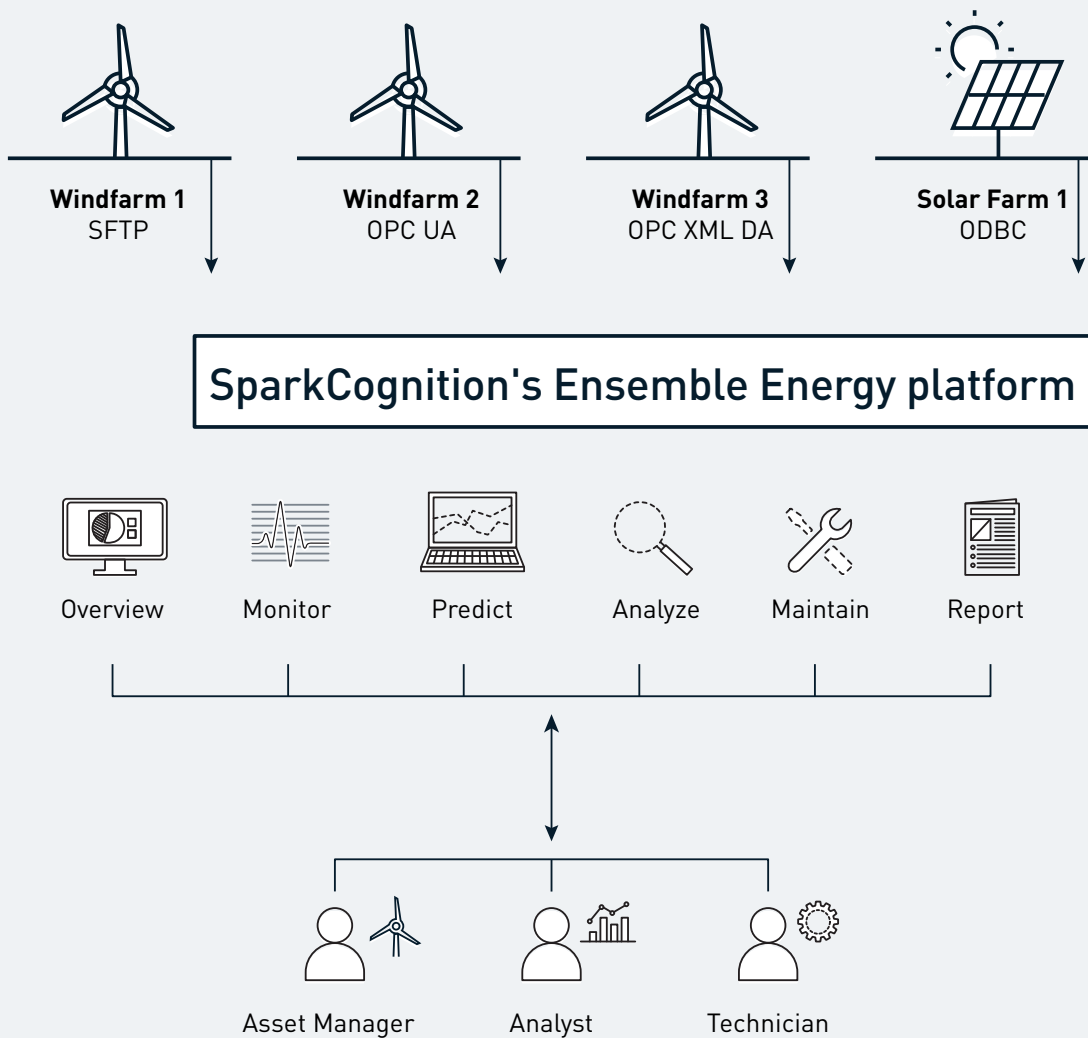 Windfarm 1
SFTP
Windfarm 2
OPC UA
Windfarm 3
OPC XML DA
Solar Farm 1
ODBC
SparkCognition's Ensemble Energy platform
Overview
Monitor
Predict
Analyze
Maintain
Report
Asset Manager
Analyst
Technician